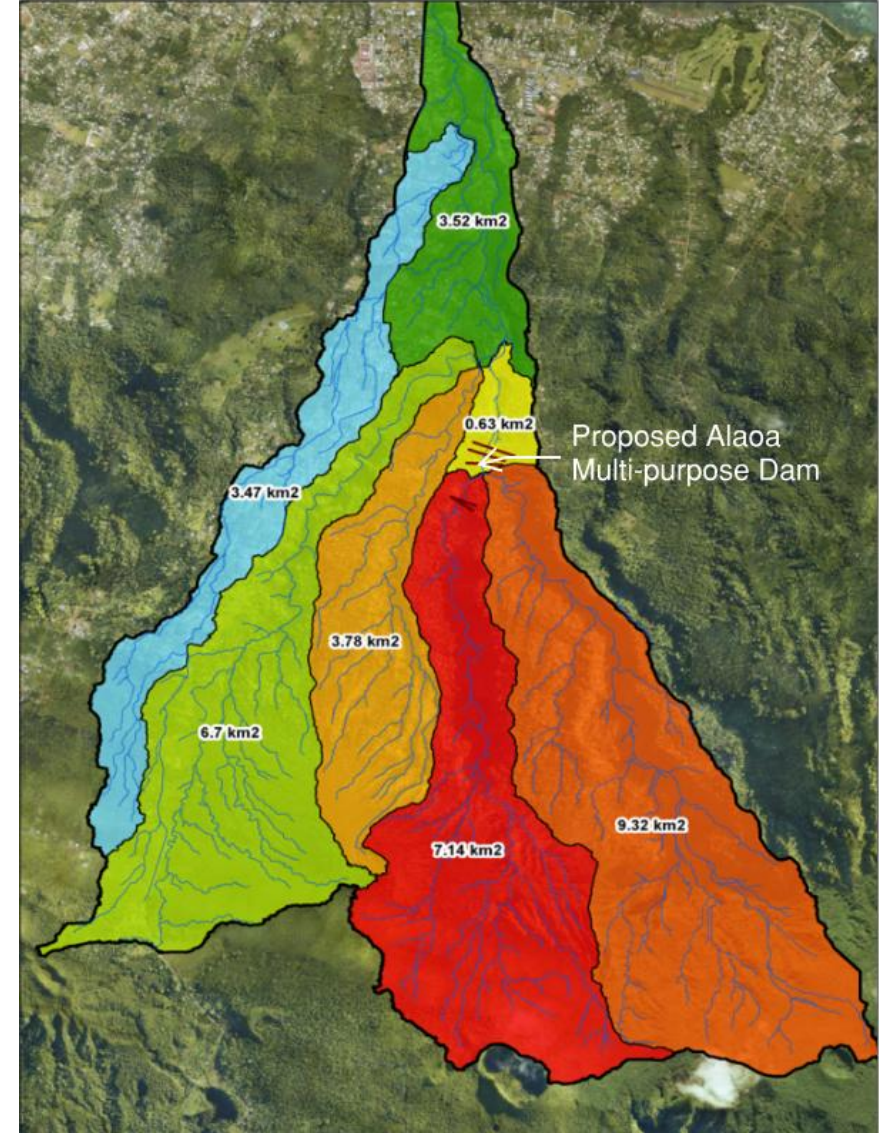 3.52 km2
0.63 km2
Proposed Alaoa
Multi-purpose Dam
3.47 km2
3.78 km2
6.7 km2
9.32 km2
7.14 km2